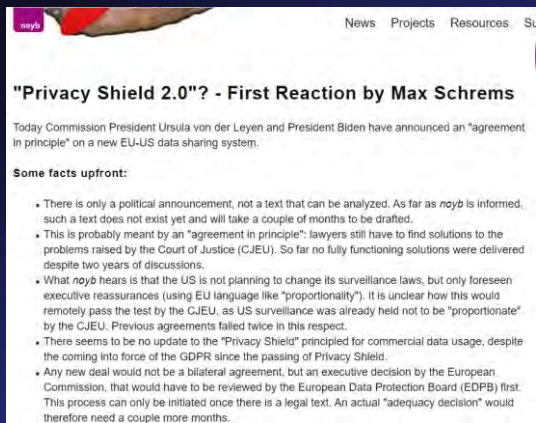 noyb
News Projects Resources Su
"Privacy Shield 2.0"? - First Reaction by Max Schrems
Today Commission President Ursula von der Leyen and President Biden have announced an "agreement
in principle" on a new EU-US data sharing system.
Some facts upfront:
• There is only a political announcement, not a text that can be analyzed. As far as noyb is informed,
such a text does not exist yet and will take a couple of months to be drafted.
• This is probably meant by an "agreement in principle": lawyers still have to find solutions to the
problems raised by the Court of Justice (CJEU). So far no fully functioning solutions were delivered
despite two years of discussions.
• What noyb hears is that the US is not planning to change its surveillance laws, but only foreseen
executive reassurances (using EU language like "proportionality"). It is unclear how this would
remotely pass the test by the CJEU, as US surveillance was already held not to be "proportionate"
by the CJEU. Previous agreements failed twice in this respect.
• There seems to be no update to the "Privacy Shield" principled for commercial data usage, despite
the coming into force of the GDPR since the passing of Privacy Shield.
• Any new deal would not be a bilateral agreement, but an executive decision by the European
Commission, that would have to be reviewed by the European Data Protection Board (EDPB) first.
This process can only be initiated once there is a legal text. An actual "adequacy decision" would
therefore need a couple more months.